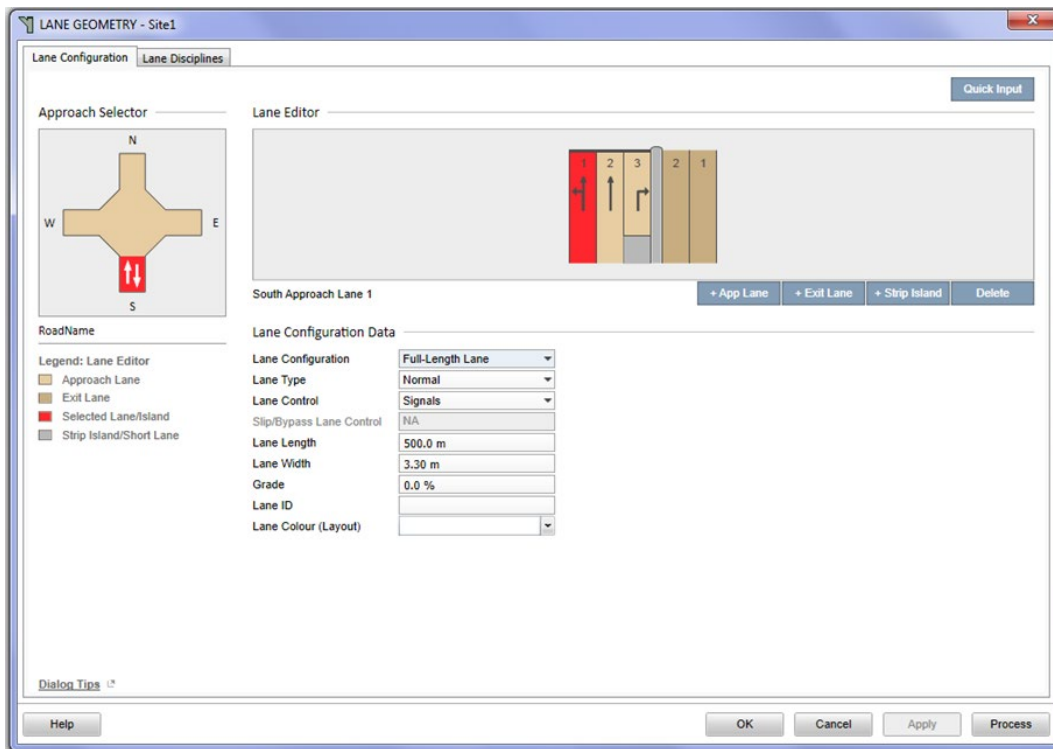 LANE GEOMETRY - Site1
Lane Configuration Lane Disciplines
Quick Input
Approach Selector
N
W E
S
RoadName
Legend: Lane Editor
Approach Lane
Exit Lane
Selected Lane/Island
Strip Island/Short Lane
Lane Editor
1 2 3 2 1
South Approach Lane 1
+ App Lane + Exit Lane + Strip Island Delete
Lane Configuration Data
Lane Configuration Full-Length Lane
Lane Type Normal
Lane Control Signals
Slip/Bypass Lane Control NA
Lane Length 500.0 m
Lane Width 3.30 m
Grade 0.0 %
Lane ID
Lane Colour (Layout)
Dialog Tips
Help OK Cancel Apply Process